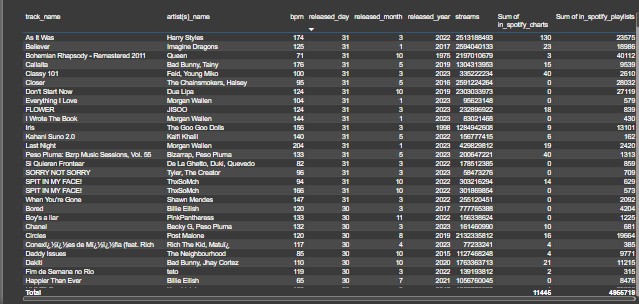 track_name artist(s)_name bpm released_day released_month released_year streams Sum of in_spotify_charts Sum of in_spotify_playlists
As It Was Harry Styles 174 31 3 2022 2513188493 130 23575
Believer Imagine Dragons 125 31 1 2017 2594040133 23 18986
Bohemian Rhapsody - Remastered 2011 Queen 71 31 10 1975 2197010679 3 40112
Callaita Bad Bunny, Tainy 176 31 5 2019 1304313953 15 9539
Classy 101 Feid, Young Miko 100 31 3 2023 335222234 40 2610
Closer The Chainsmokers, Halsey 95 31 5 2016 2591224264 0 28032
Don't Start Now Dua Lipa 124 31 10 2019 2303033973 0 27119
Everything I Love Morgan Wallen 104 31 1 2023 95623148 0 579
FLOWER JISOO 124 31 3 2023 232896922 18 839
I Wrote The Book Morgan Wallen 144 31 1 2023 83021468 0 430
Iris The Goo Goo Dolls 156 31 3 1998 1284942608 9 13101
Kahani Suno 2.0 Kaifi Khalil 140 31 5 2022 156777415 6 162
Last Night Morgan Wallen 204 31 1 2023 429829812 19 2420
Peso Pluma: Bzrp Music Sessions, Vol. 55 Bizarrap, Peso Pluma 133 31 5 2023 200647221 40 1313
Si Quieren Frontear De La Ghetto, Duki, Quevedo 82 31 3 2022 178512385 0 859
SORRY NOT SORRY Tyler, The Creator 96 31 3 2023 58473276 0 709
SPIT IN MY FACE! ThxSoMch 94 31 10 2022 303216294 14 629
SPIT IN MY FACE! ThxSoMch 166 31 10 2022 301869854 0 573
When You're Gone Shawn Mendes 147 31 3 2022 255120451 0 2092
Bored Billie Eilish 120 30 3 2017 777765388 0 4204
Boy's a liar PinkPantheress 133 30 11 2022 156338624 0 1225
Chanel Becky G, Peso Pluma 132 30 3 2023 161460990 10 681
Circles Post Malone 120 30 8 2019 2132335812 16 19664
Conexï¿½ï¿½es de Mï¿½ï¿½fia (feat. Rich Rich The Kid, Matuï¿ 117 30 4 2023 77233241 4 385
Daddy Issues The Neighbourhood 85 30 10 2015 1127468248 4 9771
Dakiti Bad Bunny, Jhay Cortez 110 30 10 2020 1763363713 21 11215
Fim de Semana no Rio teto 119 30 3 2022 139193812 2 315
Happier Than Ever Billie Eilish 65 30 7 2021 1056760045 0 8476
Total 11446 4955719